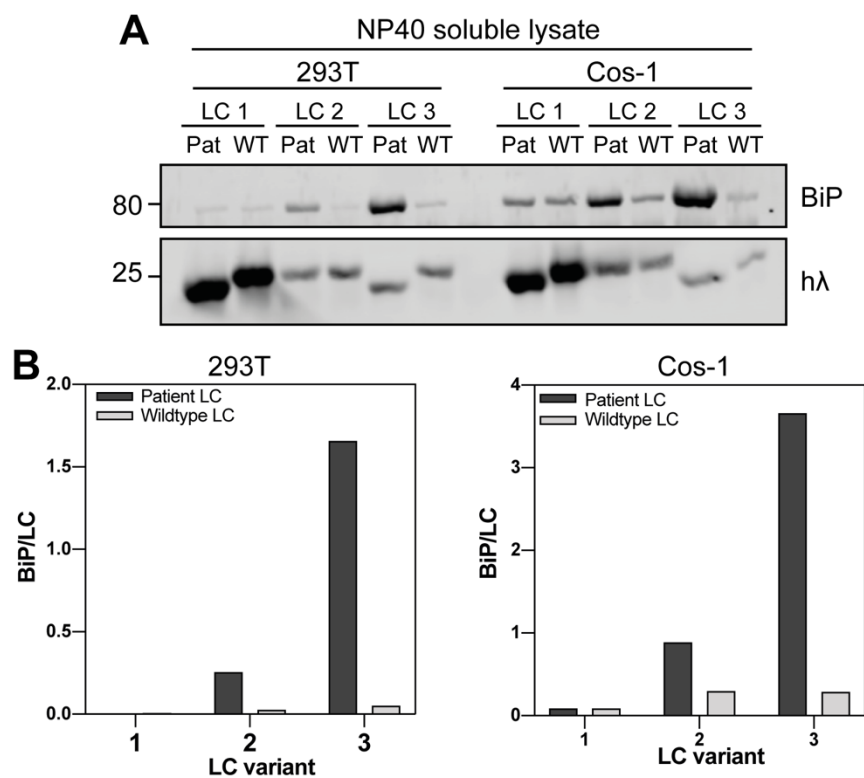 A
NP40 soluble lysate
293T Cos-1
LC 1 LC 2 LC 3 LC 1 LC 2 LC 3
Pat WT Pat WT Pat WT Pat WT Pat WT Pat WT
80 BiP
25 hλ
B
293T
2.0
1.5
1.0
0.5
0.0
BiP/LC
Patient LC
Wildtype LC
1 2 3
LC variant
Cos-1
4
3
2
1
0
BiP/LC
Patient LC
Wildtype LC
1 2 3
LC variant